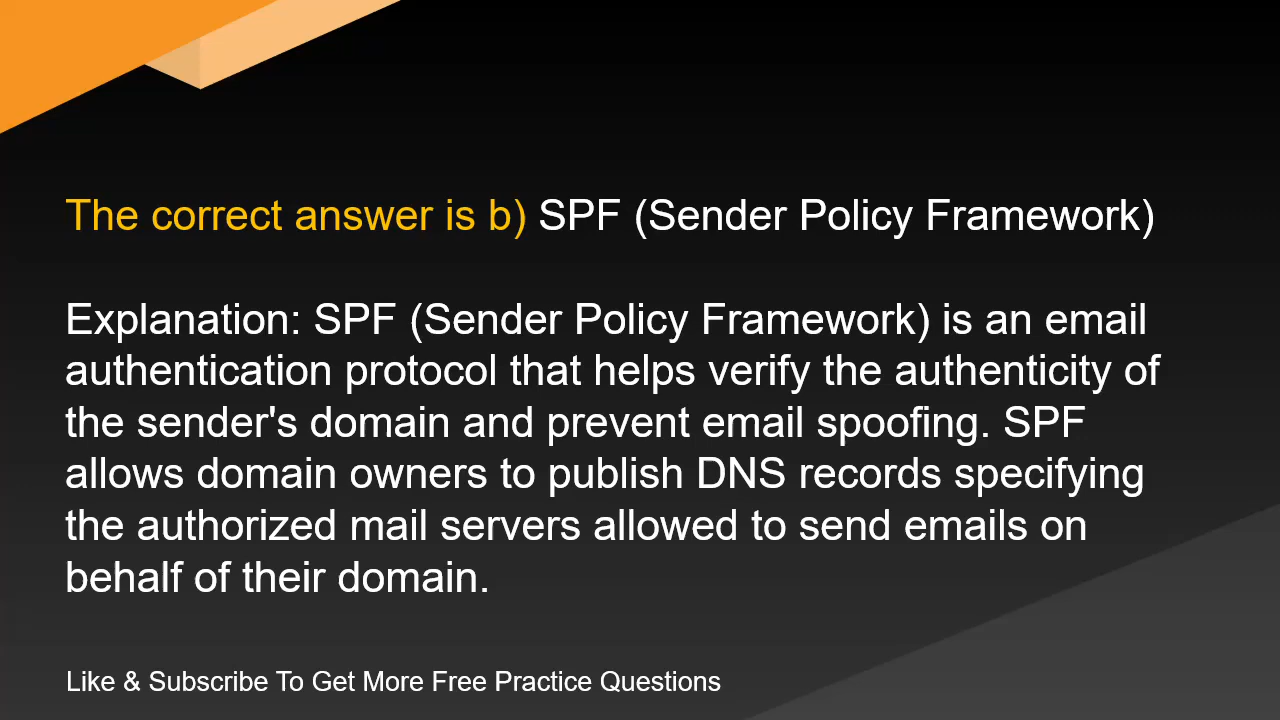 The correct answer is b) SPF (Sender Policy Framework)
Explanation: SPF (Sender Policy Framework) is an email
authentication protocol that helps verify the authenticity of
the sender's domain and prevent email spoofing. SPF
allows domain owners to publish DNS records specifying
the authorized mail servers allowed to send emails on
behalf of their domain.
Like & Subscribe To Get More Free Practice Questions